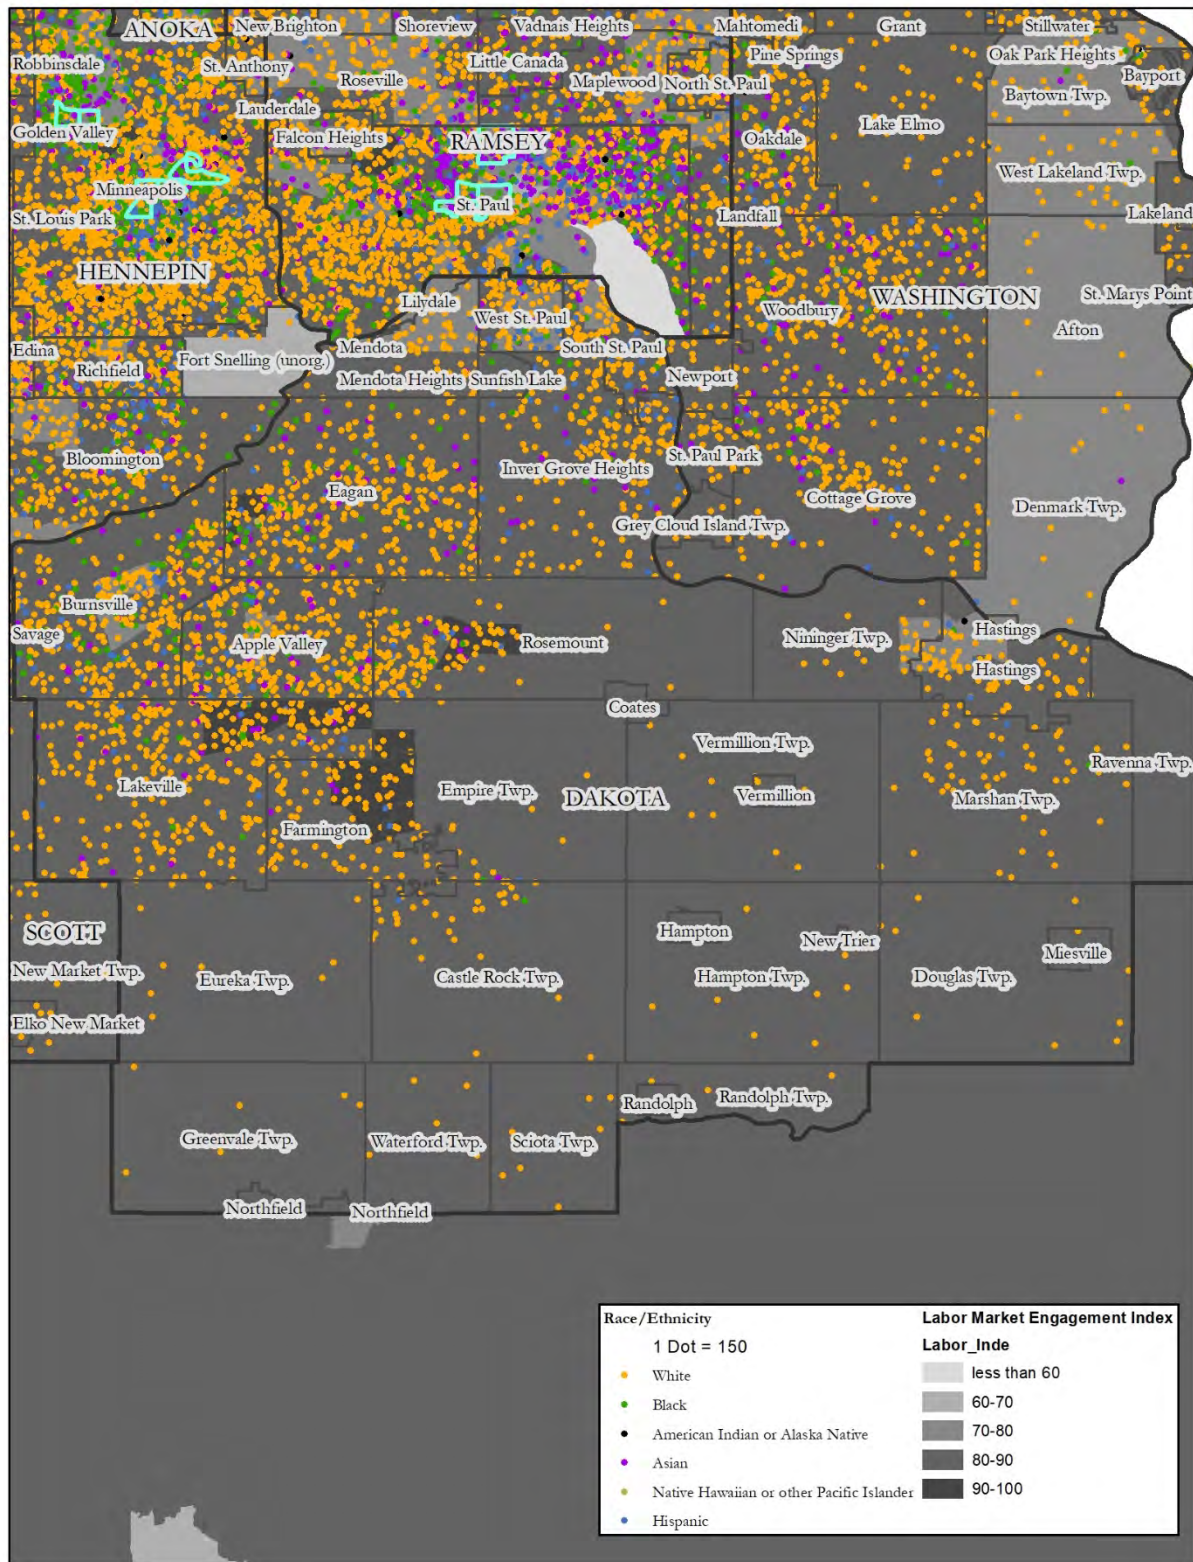 ANOKA
New Brighton
Shoreview
Vadnais Heights
Mahtomedi
Grant
Stillwater
Robbinsdale
St. Anthony
Roseville
Little Canada
Maplewood
North St. Paul
Pine Springs
Oak Park Heights
Bayport
Baytown Twp.
Lauderdale
Golden Valley
Falcon Heights
RAMSEY
Oakdale
Lake Elmo
West Lakeland Twp.
Minneapolis
St. Louis Park
St. Paul
Landfall
Lakeland
HENNEPIN
Lilydale
West St. Paul
Woodbury
WASHINGTON
St. Marys Point
Afton
Edina
Richfield
Fort Snelling (unorg.)
Mendota
South St. Paul
Mendota Heights
Sunfish Lake
Newport
Bloomington
Eagan
Inver Grove Heights
St. Paul Park
Cottage Grove
Grey Cloud Island Twp.
Denmark Twp.
Burnsville
Savage
Apple Valley
Rosemount
Nininger Twp.
Hastings
Hastings
Coates
Vermillion Twp.
Lakeville
Empire Twp.
DAKOTA
Vermillion
Marshan Twp.
Ravenna Twp.
Farmington
SCOTT
Hampton
New Trier
Miesville
New Market Twp.
Eureka Twp.
Castle Rock Twp.
Hampton Twp.
Douglas Twp.
Elko New Market
Randolph
Randolph Twp.
Greenvale Twp.
Waterford Twp.
Sciota Twp.
Northfield
Northfield
Race/Ethnicity
1 Dot = 150
White
Black
American Indian or Alaska Native
Asian
Native Hawaiian or other Pacific Islander
Hispanic
Labor Market Engagement Index
Labor_Inde
less than 60
60-70
70-80
80-90
90-100